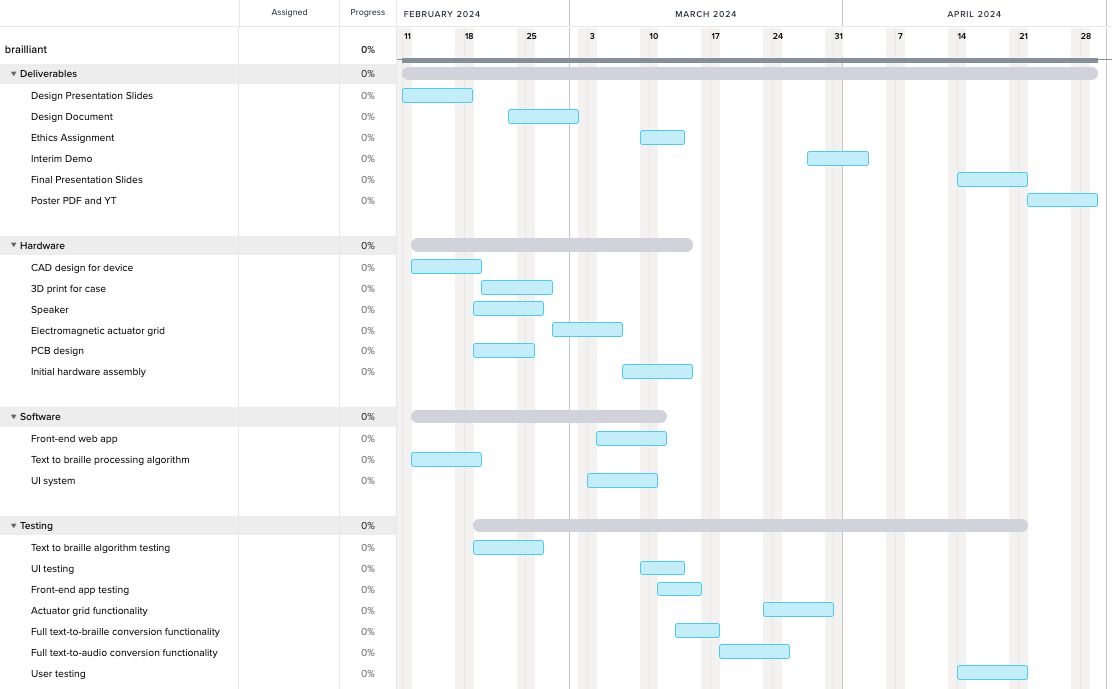 Assigned Progress FEBRUARY 2024 MARCH 2024 APRIL 2024
11 18 25 3 10 17 24 31 7 14 21 28
brailliant 0%
Deliverables 0%
Design Presentation Slides 0%
Design Document 0%
Ethics Assignment 0%
Interim Demo 0%
Final Presentation Slides 0%
Poster PDF and YT 0%
Hardware 0%
CAD design for device 0%
3D print for case 0%
Speaker 0%
Electromagnetic actuator grid 0%
PCB design 0%
Initial hardware assembly 0%
Software 0%
Front-end web app 0%
Text to braille processing algorithm 0%
UI system 0%
Testing 0%
Text to braille algorithm testing 0%
UI testing 0%
Front-end app testing 0%
Actuator grid functionality 0%
Full text-to-braille conversion functionality 0%
Full text-to-audio conversion functionality 0%
User testing 0%